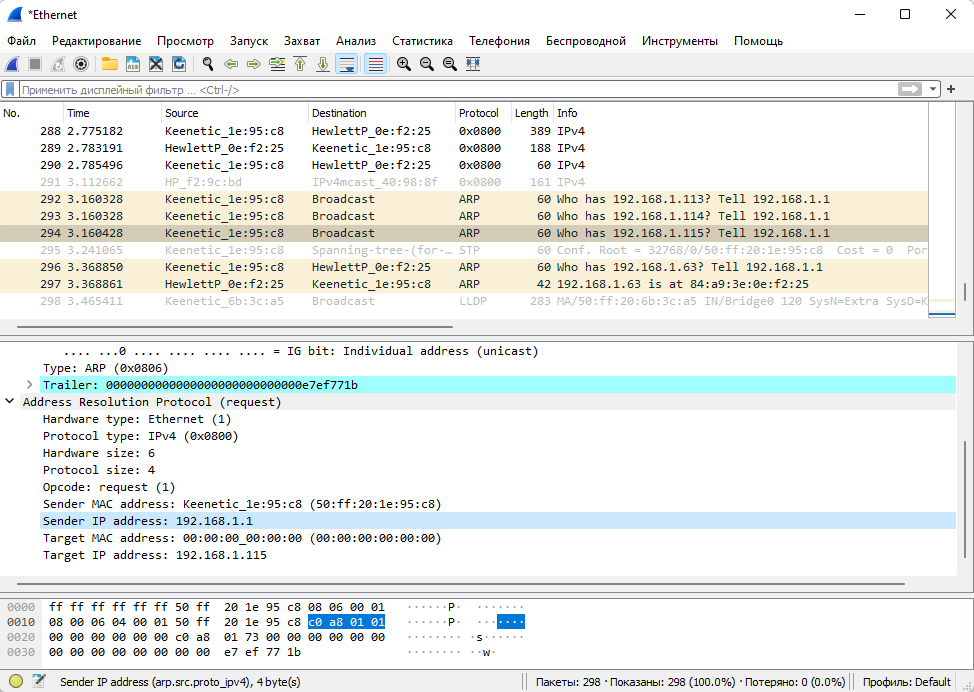 *Ethernet
Файл Редактирование Просмотр Запуск Захват Анализ Статистика Телефония Беспроводной Инструменты Помощь
Применить дисплейный фильтр ... <Ctrl-/>
No. Time Source Destination Protocol Length Info
288 2.775182 Keenetic_1e:95:c8 HewlettP_0e:f2:25 0x0800 389 IPv4
289 2.783191 HewlettP_0e:f2:25 Keenetic_1e:95:c8 0x0800 188 IPv4
290 2.785496 Keenetic_1e:95:c8 HewlettP_0e:f2:25 0x0800 60 IPv4
291 3.112662 HP_f2:9c:bd IPv4mcast_40:98:8f 0x0800 161 IPv4
292 3.160328 Keenetic_1e:95:c8 Broadcast ARP 60 Who has 192.168.1.113? Tell 192.168.1.1
293 3.160328 Keenetic_1e:95:c8 Broadcast ARP 60 Who has 192.168.1.114? Tell 192.168.1.1
294 3.160428 Keenetic_1e:95:c8 Broadcast ARP 60 Who has 192.168.1.115? Tell 192.168.1.1
295 3.241065 Keenetic_1e:95:c8 Spanning-tree-(for-… STP 60 Conf. Root = 32768/0/50:ff:20:1e:95:c8 Cost = 0 Por
296 3.368850 Keenetic_1e:95:c8 HewlettP_0e:f2:25 ARP 60 Who has 192.168.1.63? Tell 192.168.1.1
297 3.368861 HewlettP_0e:f2:25 Keenetic_1e:95:c8 ARP 42 192.168.1.63 is at 84:a9:3e:0e:f2:25
298 3.465411 Keenetic_6b:3c:a5 Broadcast LLDP 283 MA/50:ff:20:6b:3c:a5 IN/Bridge0 120 SysN=Extra SysD=K
.... ...0 .... .... .... .... = IG bit: Individual address (unicast)
Type: ARP (0x0806)
Trailer: 0000000000000000000000000000e7ef771b
Address Resolution Protocol (request)
Hardware type: Ethernet (1)
Protocol type: IPv4 (0x0800)
Hardware size: 6
Protocol size: 4
Opcode: request (1)
Sender MAC address: Keenetic_1e:95:c8 (50:ff:20:1e:95:c8)
Sender IP address: 192.168.1.1
Target MAC address: 00:00:00_00:00:00 (00:00:00:00:00:00)
Target IP address: 192.168.1.115
0000 ff ff ff ff ff ff 50 ff 20 1e 95 c8 08 06 00 01 ······P· ·······
0010 08 00 06 04 00 01 50 ff 20 1e 95 c8 c0 a8 01 01 ······P· ·······
0020 00 00 00 00 00 00 c0 a8 01 73 00 00 00 00 00 00 ········ ·s······
0030 00 00 00 00 00 00 00 00 e7 ef 77 1b ········ ··w·
Sender IP address (arp.src.proto_ipv4), 4 byte(s) Пакеты: 298 · Показаны: 298 (100.0%) · Потеряно: 0 (0.0%) Профиль: Default